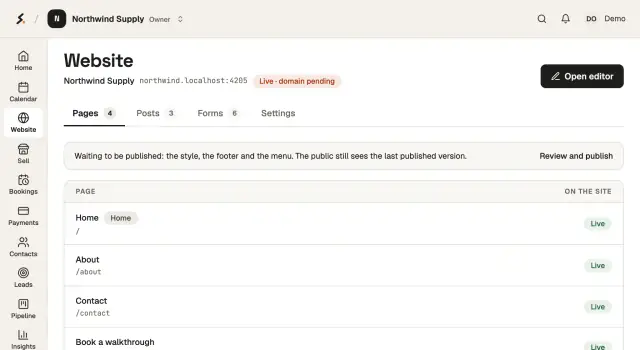 / N Northwind Supply Owner DO Demo
Home
Calendar
Website
Sell
Bookings
Payments
Contacts
Leads
Pipeline
Insights
Website
Northwind Supply northwind.localhost:4205 Live · domain pending
Open editor
Pages 4 Posts 3 Forms 6 Settings
Waiting to be published: the style, the footer and the menu. The public still sees the last published version. Review and publish
PAGE ON THE SITE
Home Home
/ Live
About
/about Live
Contact
/contact Live
Book a walkthrough
Live